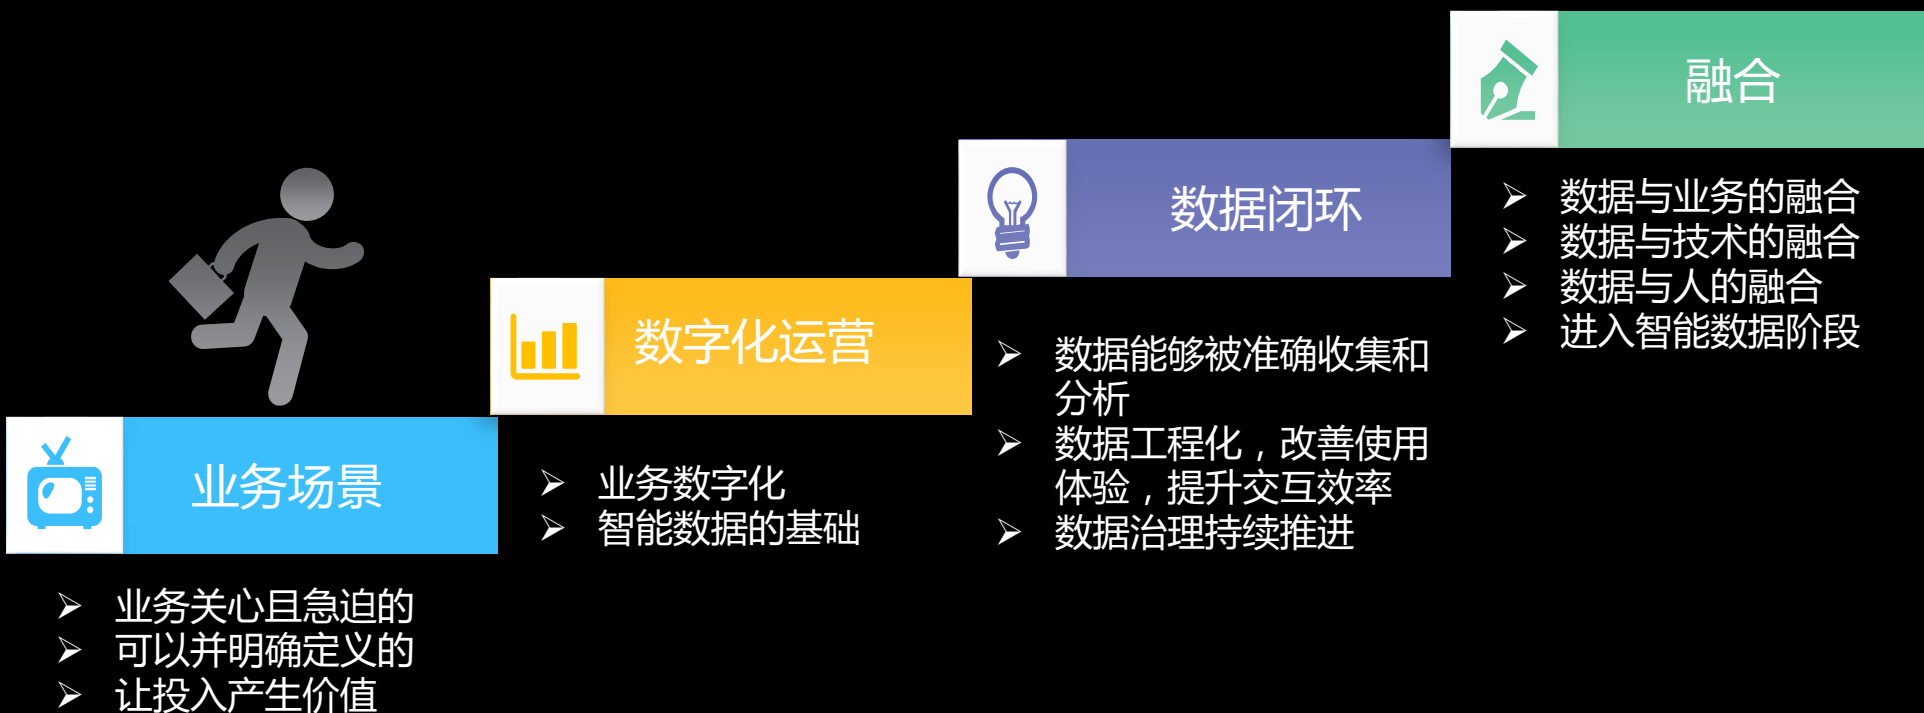 业务场景
➢ 业务关心且急迫的
➢ 可以并明确定义的
➢ 让投入产生价值
数字化运营
➢ 业务数字化
➢ 智能数据的基础
数据闭环
➢ 数据能够被准确收集和
分析
➢ 数据工程化，改善使用
体验，提升交互效率
➢ 数据治理持续推进
融合
➢ 数据与业务的融合
➢ 数据与技术的融合
➢ 数据与人的融合
➢ 进入智能数据阶段